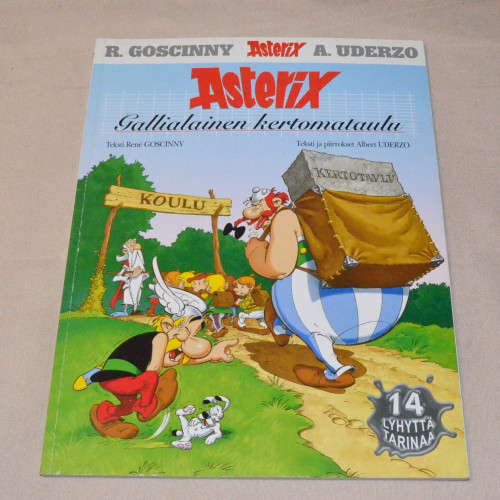 R. GOSCINNY Asterix A. UDERZO
Asterix
Gallialainen kertomataulu
Teksti René GOSCINNY
Teksti ja piirrokset Albert UDERZO
KERTOTAULU
KOULU
14
LYHYTTÄ
TARINAA